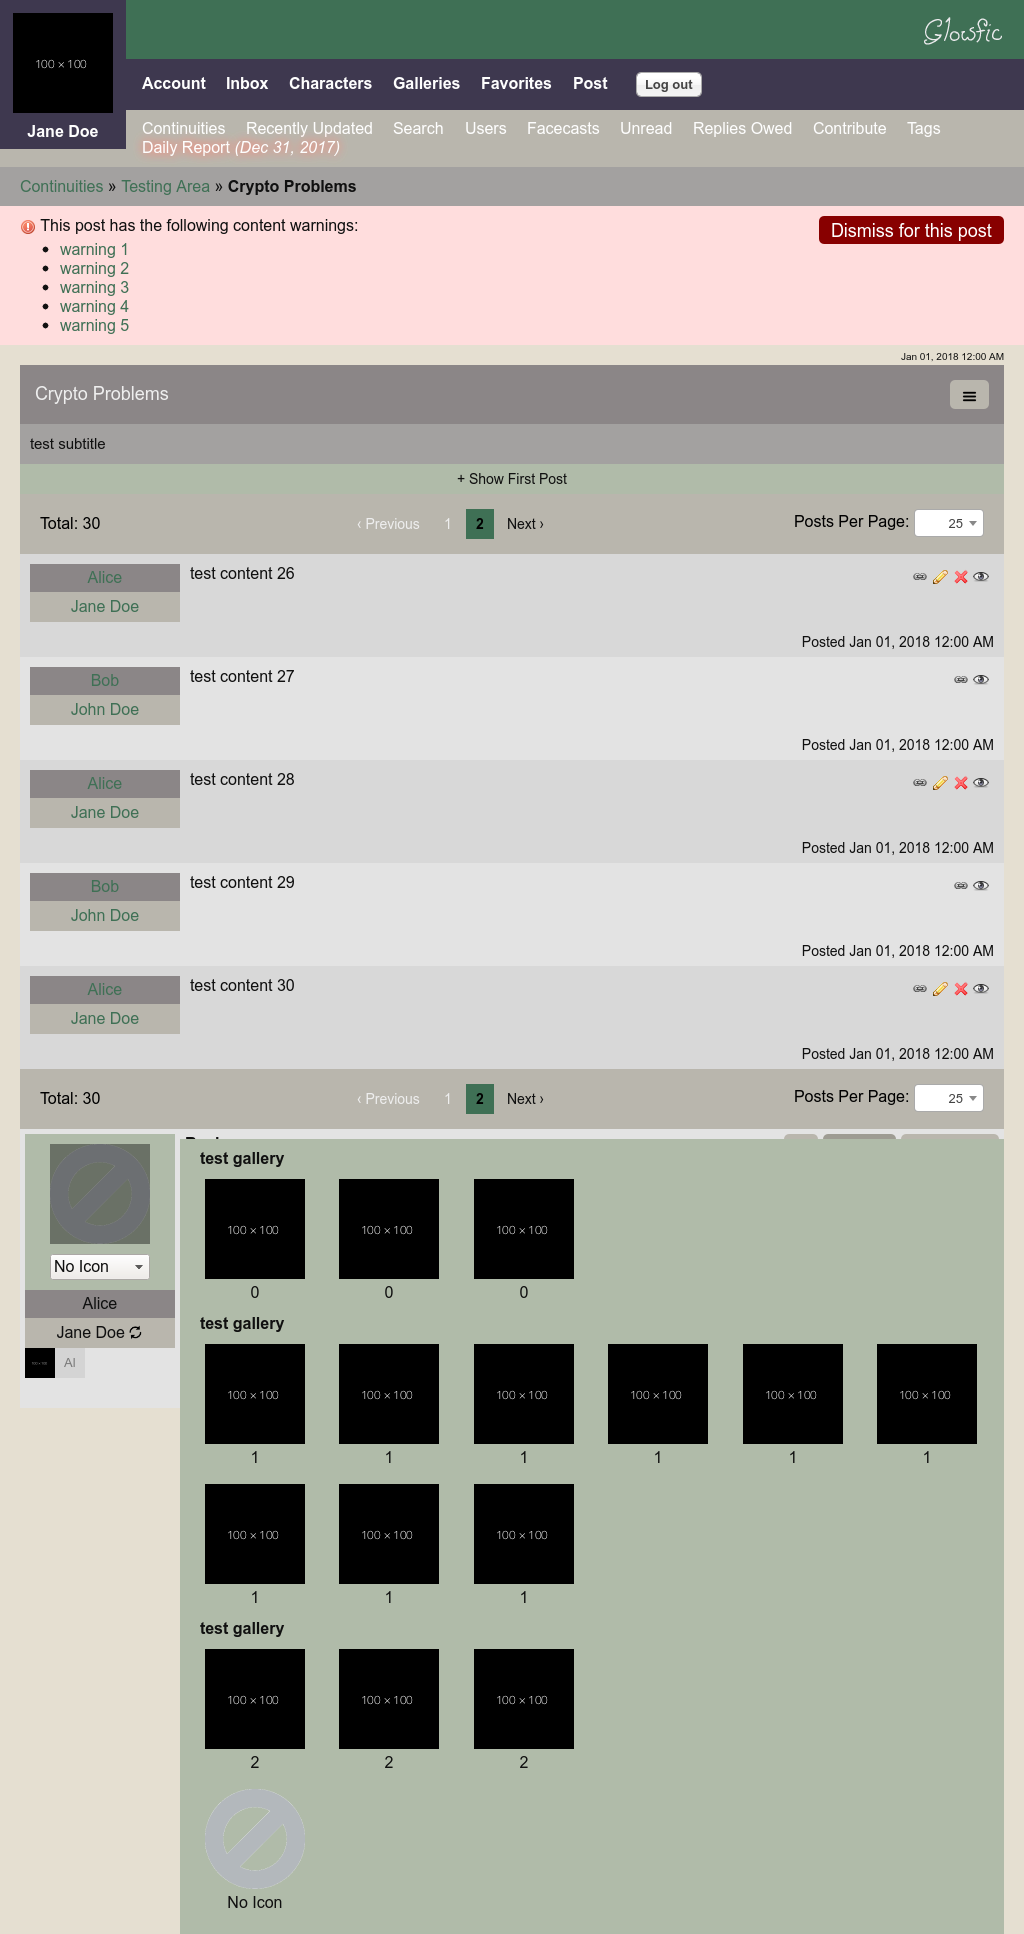 100 × 100
Glowfic
Jane Doe
Account Inbox Characters Galleries Favorites Post Log out
Continuities Recently Updated Search Users Facecasts Unread Replies Owed Contribute Tags
Daily Report (Dec 31, 2017)
Continuities » Testing Area » Crypto Problems
This post has the following content warnings:
Dismiss for this post
• warning 1
• warning 2
• warning 3
• warning 4
• warning 5
Jan 01, 2018 12:00 AM
Crypto Problems
test subtitle
+ Show First Post
Total: 30 ‹ Previous 1 2 Next › Posts Per Page: 25
Alice
Jane Doe
test content 26
Posted Jan 01, 2018 12:00 AM
Bob
John Doe
test content 27
Posted Jan 01, 2018 12:00 AM
Alice
Jane Doe
test content 28
Posted Jan 01, 2018 12:00 AM
Bob
John Doe
test content 29
Posted Jan 01, 2018 12:00 AM
Alice
Jane Doe
test content 30
Posted Jan 01, 2018 12:00 AM
Total: 30 ‹ Previous 1 2 Next › Posts Per Page: 25
No Icon
Alice
Jane Doe
100 × 100 Al
test gallery
100 × 100 100 × 100 100 × 100
0 0 0
test gallery
100 × 100 100 × 100 100 × 100 100 × 100 100 × 100 100 × 100
1 1 1 1 1 1
100 × 100 100 × 100 100 × 100
1 1 1
test gallery
100 × 100 100 × 100 100 × 100
2 2 2
No Icon